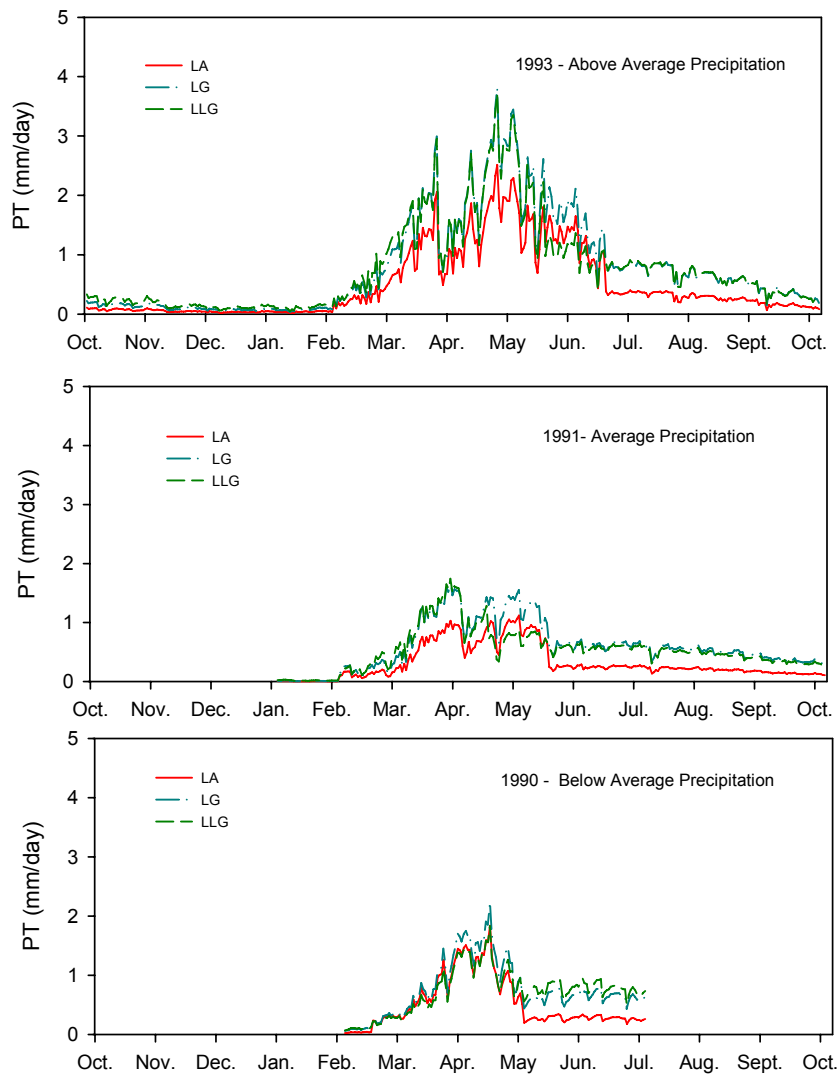 5
4
3
2
1
0
PT (mm/day)
LA
LG
LLG
1993 - Above Average Precipitation
Oct. Nov. Dec. Jan. Feb. Mar. Apr. May Jun. Jul. Aug. Sept. Oct.
5
4
3
2
1
0
PT (mm/day)
LA
LG
LLG
1991- Average Precipitation
Oct. Nov. Dec. Jan. Feb. Mar. Apr. May Jun. Jul. Aug. Sept. Oct.
5
4
3
2
1
0
PT (mm/day)
LA
LG
LLG
1990 - Below Average Precipitation
Oct. Nov. Dec. Jan. Feb. Mar. Apr. May Jun. Jul. Aug. Sept. Oct.